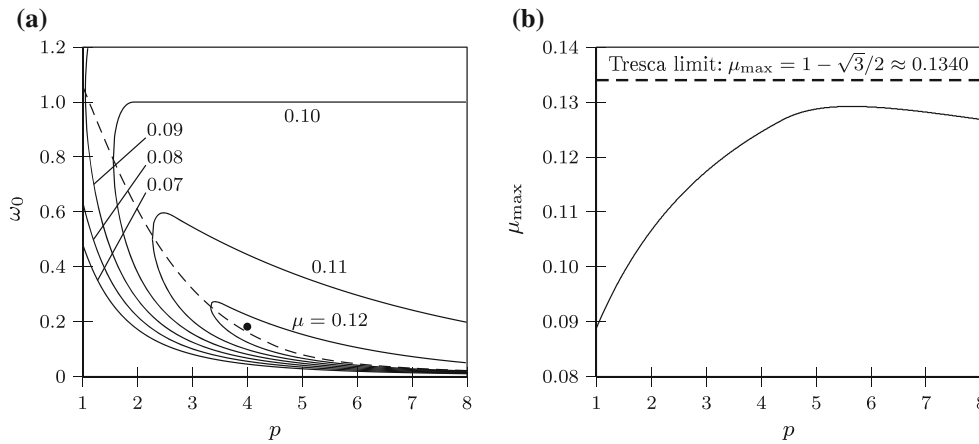 (a)
1.2
1.0
0.8
0.6
0.4
0.2
0
ω₀
0.09
0.08
0.07
0.10
0.11
μ = 0.12
1 2 3 4 5 6 7 8
p
(b)
0.14
0.13
0.12
0.11
0.10
0.09
0.08
μmax
Tresca limit: μmax = 1 − √3/2 ≈ 0.1340
1 2 3 4 5 6 7 8
p